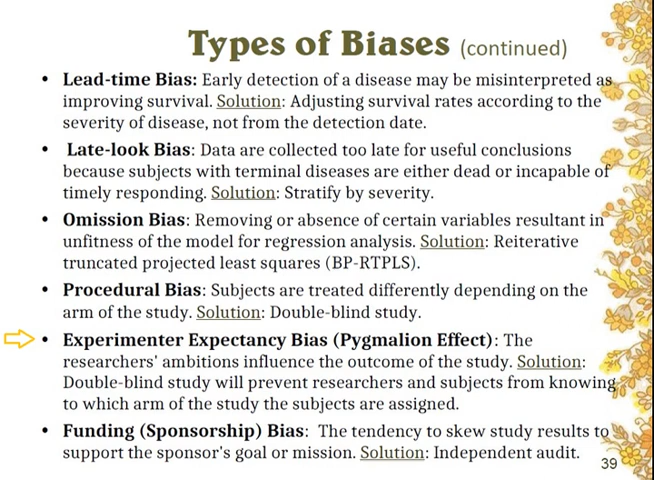 Types of Biases (continued)
• Lead-time Bias: Early detection of a disease may be misinterpreted as
improving survival. Solution: Adjusting survival rates according to the
severity of disease, not from the detection date.
• Late-look Bias: Data are collected too late for useful conclusions
because subjects with terminal diseases are either dead or incapable of
timely responding. Solution: Stratify by severity.
• Omission Bias: Removing or absence of certain variables resultant in
unfitness of the model for regression analysis. Solution: Reiterative
truncated projected least squares (BP-RTPLS).
• Procedural Bias: Subjects are treated differently depending on the
arm of the study. Solution: Double-blind study.
• Experimenter Expectancy Bias (Pygmalion Effect): The
researchers' ambitions influence the outcome of the study. Solution:
Double-blind study will prevent researchers and subjects from knowing
to which arm of the study the subjects are assigned.
• Funding (Sponsorship) Bias: The tendency to skew study results to
support the sponsor's goal or mission. Solution: Independent audit.
39